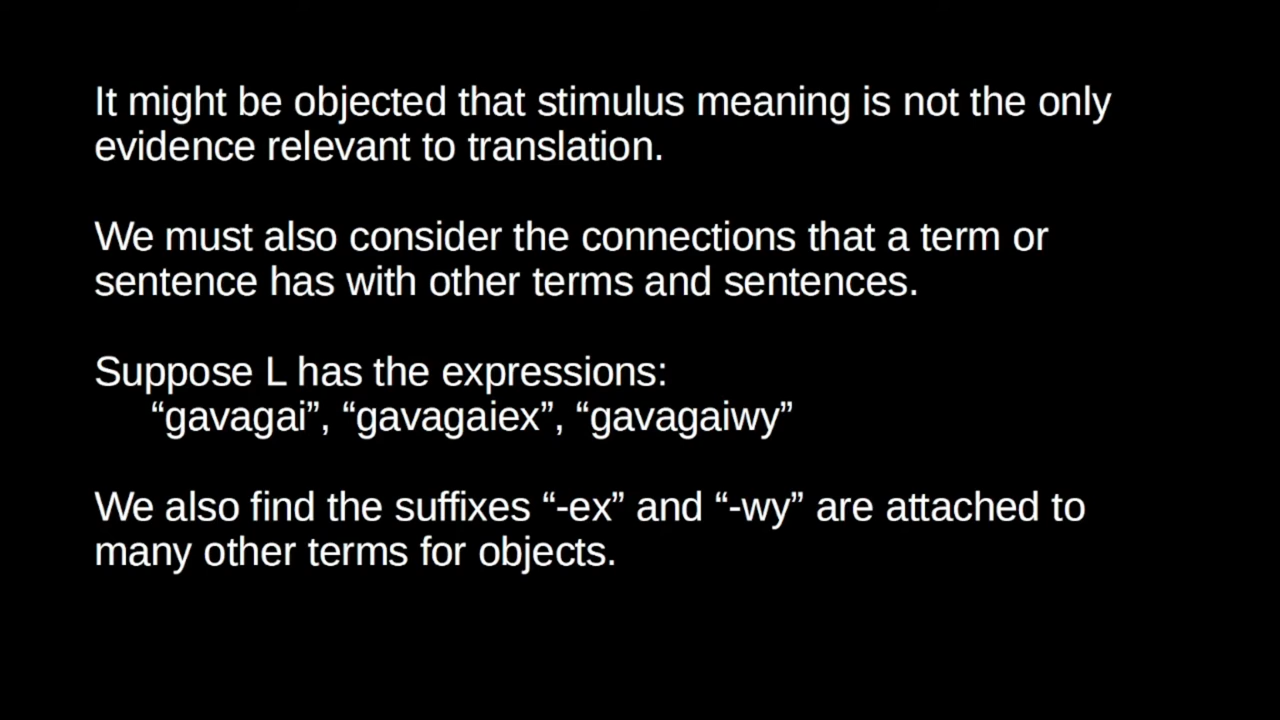 It might be objected that stimulus meaning is not the only
evidence relevant to translation.
We must also consider the connections that a term or
sentence has with other terms and sentences.
Suppose L has the expressions:
“gavagai”, “gavagaiex”, “gavagaiwy”
We also find the suffixes “-ex” and “-wy” are attached to
many other terms for objects.